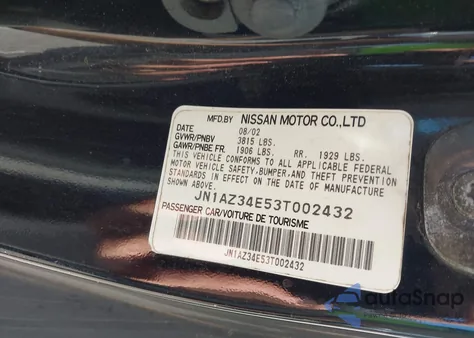 MFD.BY NISSAN MOTOR CO.,LTD
DATE 08/02
GVWR/PNBV 3815 LBS.
GAWR/PNBE FR. 1906 LBS. RR. 1929 LBS.
THIS VEHICLE CONFORMS TO ALL APPLICABLE FEDERAL
MOTOR VEHICLE SAFETY,BUMPER,AND THEFT PREVENTION
STANDARDS IN EFFECT ON THE DATE OF MANUFACTURE
SHOWN ABOVE.
JN1AZ34E53T002432
PASSENGER CAR/VOITURE DE TOURISME
JN1AZ34E53T002432
AutoSnap